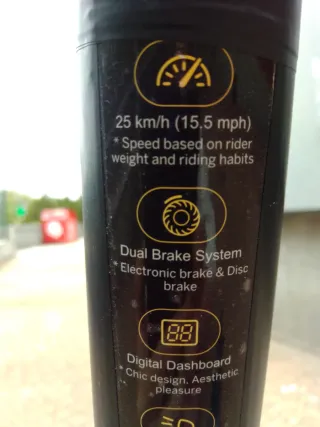 25 km/h (15.5 mph)
* Speed based on rider
weight and riding habits
Dual Brake System
* Electronic brake & Disc
brake
88
Digital Dashboard
* Chic design. Aesthetic
pleasure